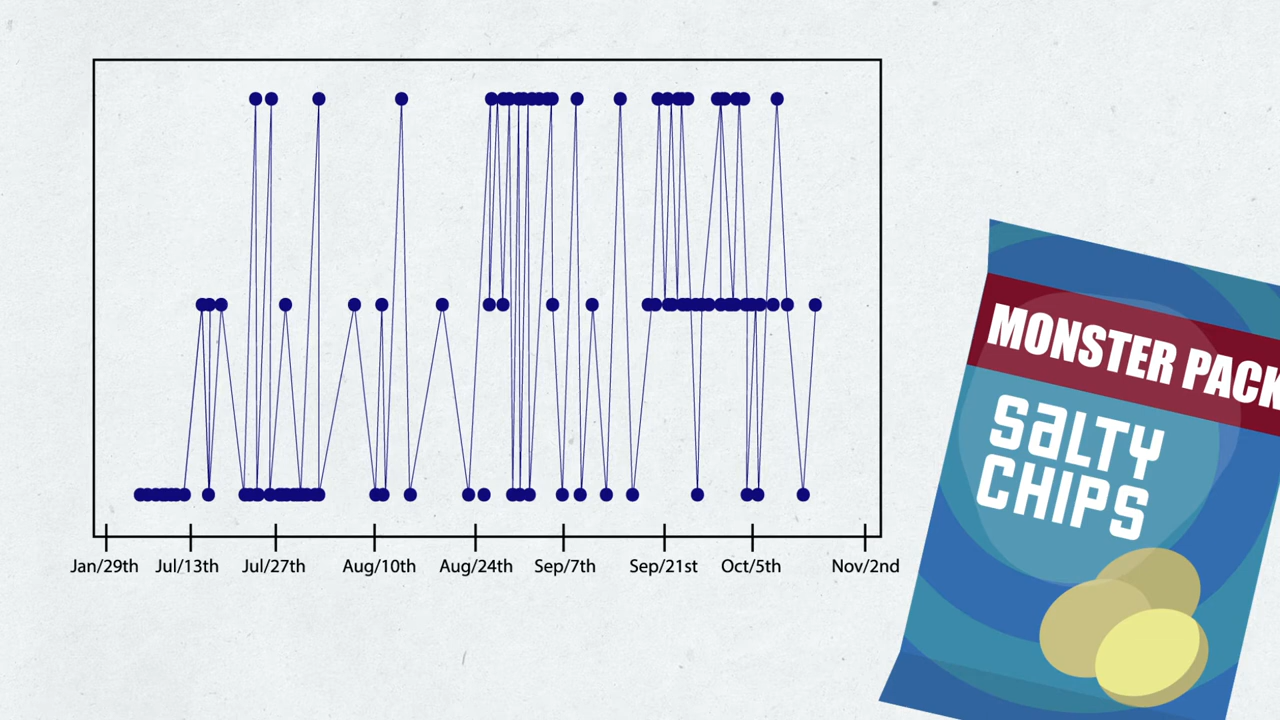 Jan/29th Jul/13th Jul/27th Aug/10th Aug/24th Sep/7th Sep/21st Oct/5th Nov/2nd
MONSTER PACK
SaLTY
CHIPS